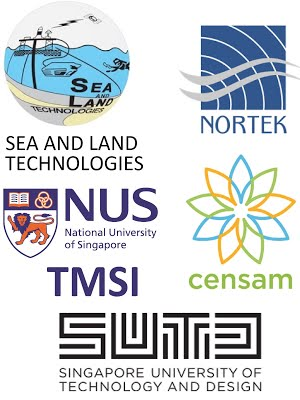 SEA
AND
LAND
TECHNOLOGIES
SEA AND LAND
TECHNOLOGIES
NORTEK
NUS
National University
of Singapore
TMSI
censam
SUTD
SINGAPORE UNIVERSITY OF
TECHNOLOGY AND DESIGN